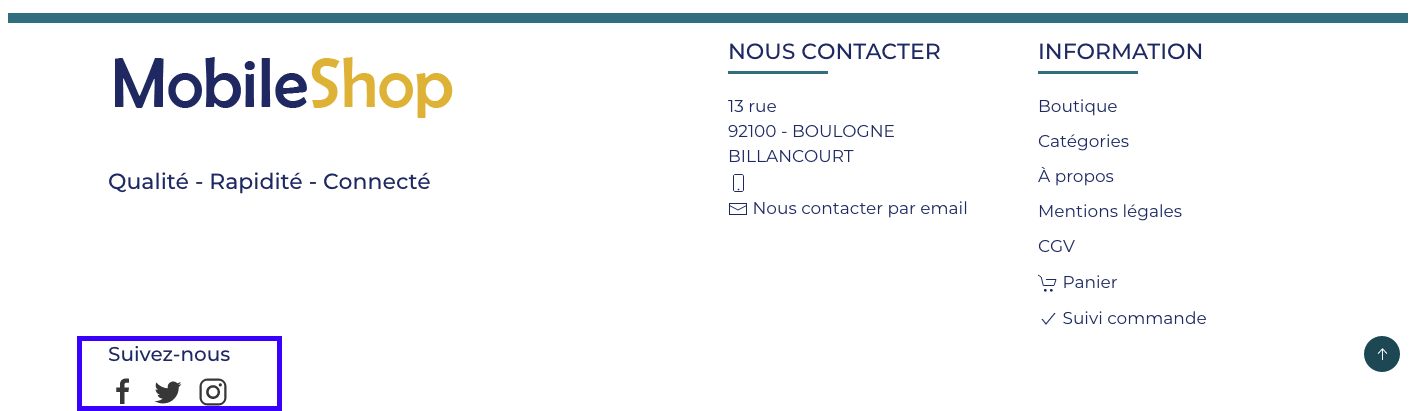 MobileShop
Qualité - Rapidité - Connecté
Suivez-nous
NOUS CONTACTER
13 rue
92100 - BOULOGNE
BILLANCOURT
Nous contacter par email
INFORMATION
Boutique
Catégories
À propos
Mentions légales
CGV
Panier
Suivi commande